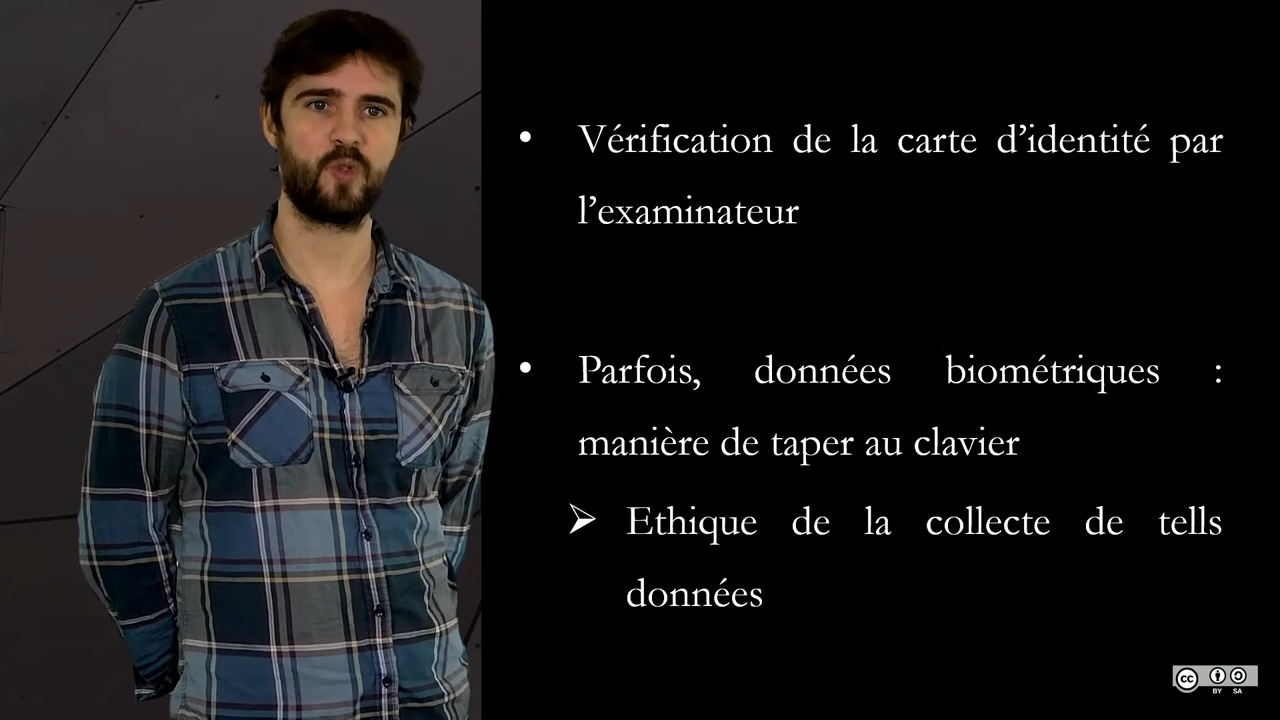 • Vérification de la carte d’identité par
l’examinateur
• Parfois, données biométriques :
manière de taper au clavier
➢ Ethique de la collecte de tells
données
cc BY SA